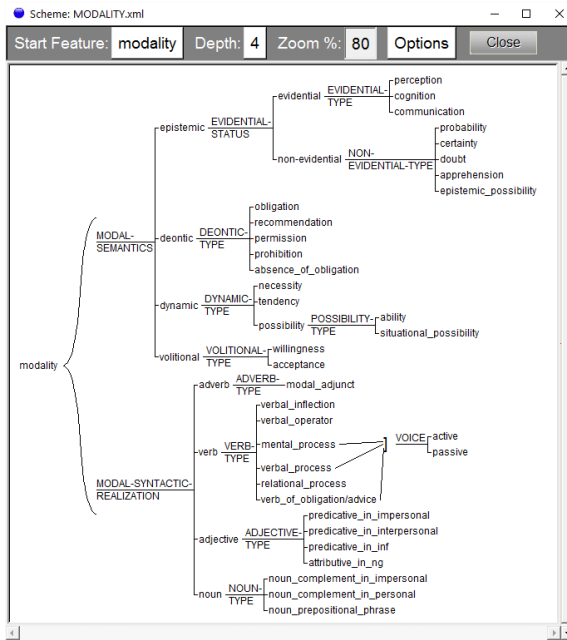 Scheme: MODALITY.xml
Start Feature: modality Depth: 4 Zoom %: 80 Options Close
modality
MODAL-
SEMANTICS
epistemic
EVIDENTIAL-
STATUS
evidential
EVIDENTIAL-
TYPE
perception
cognition
communication
non-evidential
NON-
EVIDENTIAL-TYPE
probability
certainty
doubt
apprehension
epistemic_possibility
deontic
DEONTIC-
TYPE
obligation
recommendation
permission
prohibition
absence_of_obligation
dynamic
DYNAMIC-
TYPE
necessity
tendency
possibility
POSSIBILITY-
TYPE
ability
situational_possibility
volitional
VOLITIONAL-
TYPE
willingness
acceptance
MODAL-SYNTACTIC-
REALIZATION
adverb
ADVERB-
TYPE
modal_adjunct
verb
VERB-
TYPE
verbal_inflection
verbal_operator
mental_process
verbal_process
relational_process
verb_of_obligation/advice
VOICE
active
passive
adjective
ADJECTIVE-
TYPE
predicative_in_impersonal
predicative_in_interpersonal
predicative_in_inf
attributive_in_ng
noun
NOUN-
TYPE
noun_complement_in_impersonal
noun_complement_in_personal
noun_prepositional_phrase